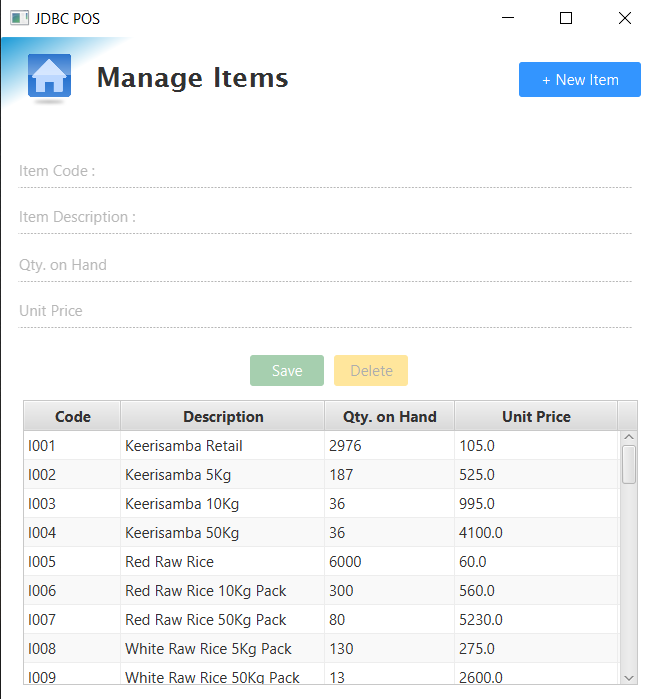 JDBC POS
Manage Items
+ New Item
Item Code :
Item Description :
Qty. on Hand
Unit Price
Save Delete
Code Description Qty. on Hand Unit Price
I001 Keerisamba Retail 2976 105.0
I002 Keerisamba 5Kg 187 525.0
I003 Keerisamba 10Kg 36 995.0
I004 Keerisamba 50Kg 36 4100.0
I005 Red Raw Rice 6000 60.0
I006 Red Raw Rice 10Kg Pack 300 560.0
I007 Red Raw Rice 50Kg Pack 80 5230.0
I008 White Raw Rice 5Kg Pack 130 275.0
I009 White Raw Rice 50Kg Pack 13 2600.0